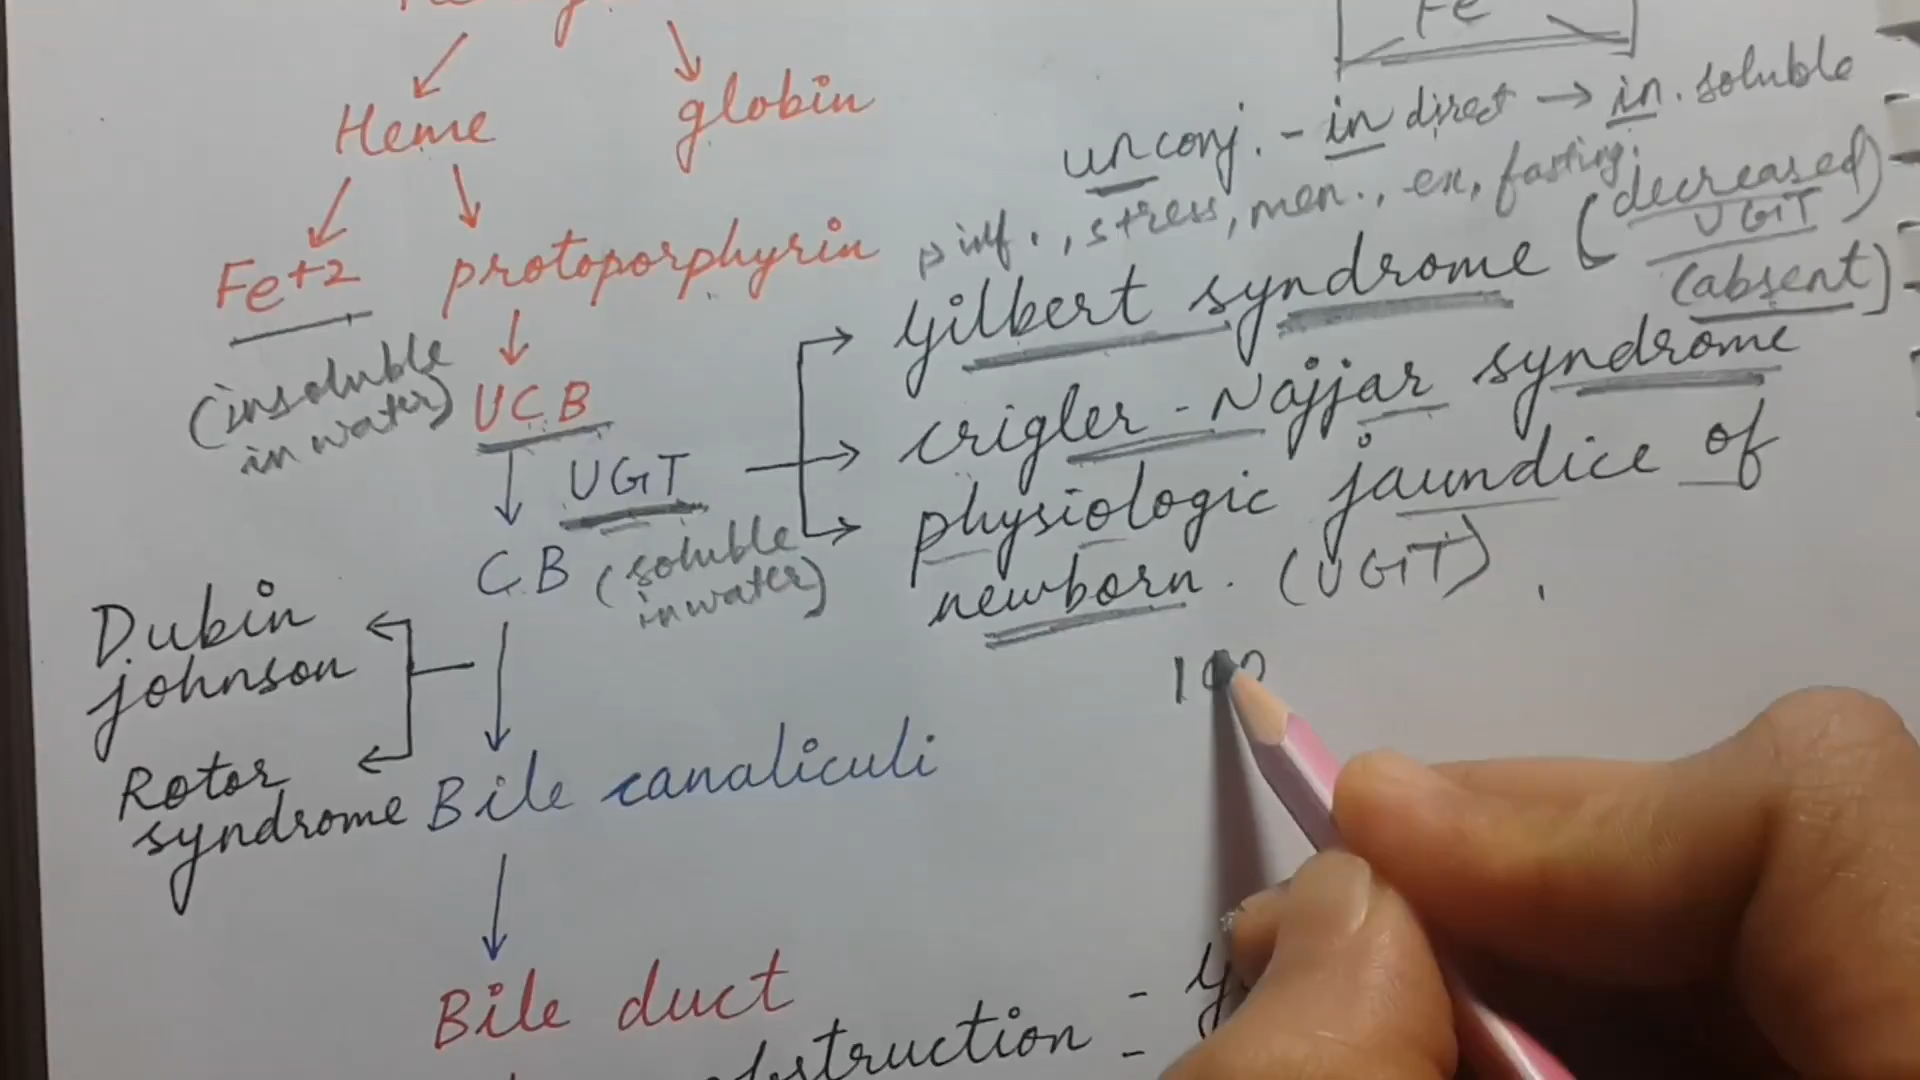 Fe
Heme
globin
unconj. - indirect → in. soluble
inf., stress, men., ex, fasting.
Fe+2
protoporphyrin
Gilbert syndrome (decreased)
UGT
(absent)
(insoluble
in water)
UCB
UGT
crigler - Najjar syndrome
physiologic jaundice of
newborn. (UGT)
CB (soluble
in water)
Dubin
johnson
Rotor
syndrome
Bile canaliculi
Bile duct
obstruction -